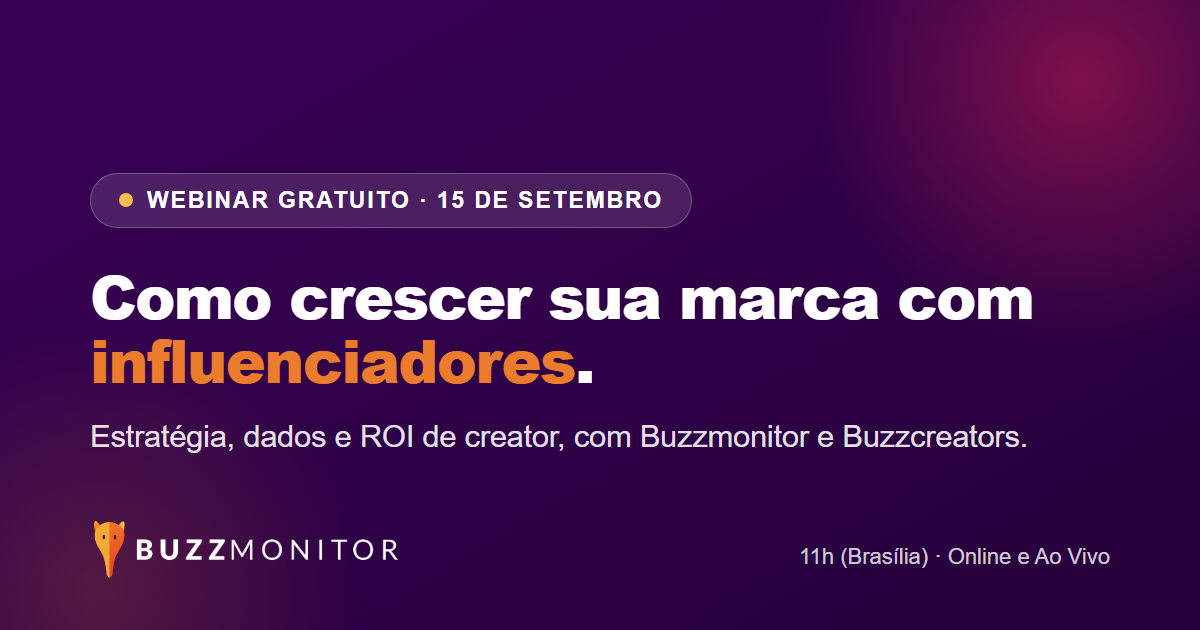 WEBINAR GRATUITO · 15 DE SETEMBRO
Como crescer sua marca com
influenciadores.
Estratégia, dados e ROI de creator, com Buzzmonitor e Buzzcreators.
BUZZMONITOR
11h (Brasília) · Online e Ao Vivo